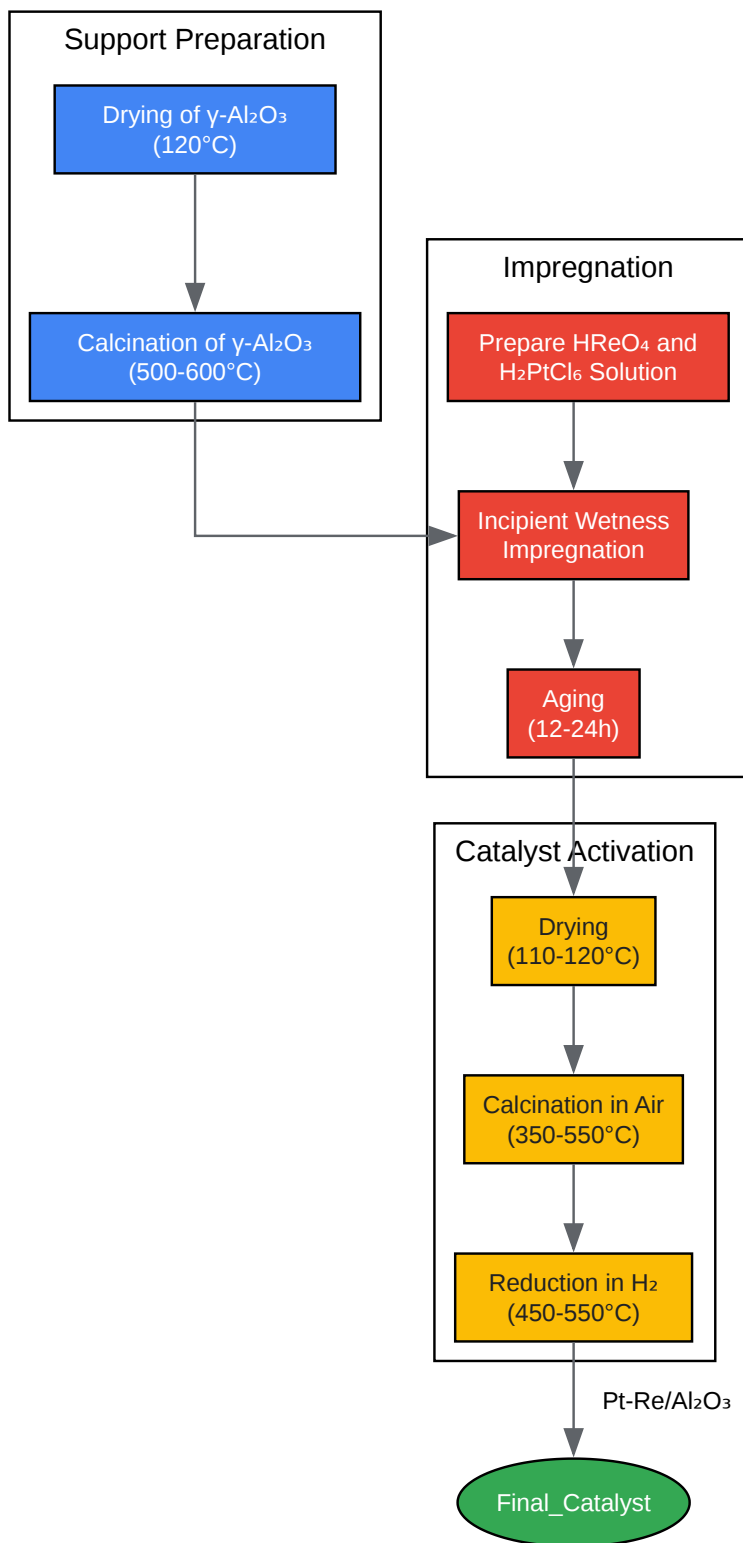 Support Preparation
Drying of γ-Al₂O₃
(120°C)
Calcination of γ-Al₂O₃
(500-600°C)
Impregnation
Prepare HReO₄ and
H₂PtCl₆ Solution
Incipient Wetness
Impregnation
Aging
(12-24h)
Catalyst Activation
Drying
(110-120°C)
Calcination in Air
(350-550°C)
Reduction in H₂
(450-550°C)
Pt-Re/Al₂O₃
Final_Catalyst